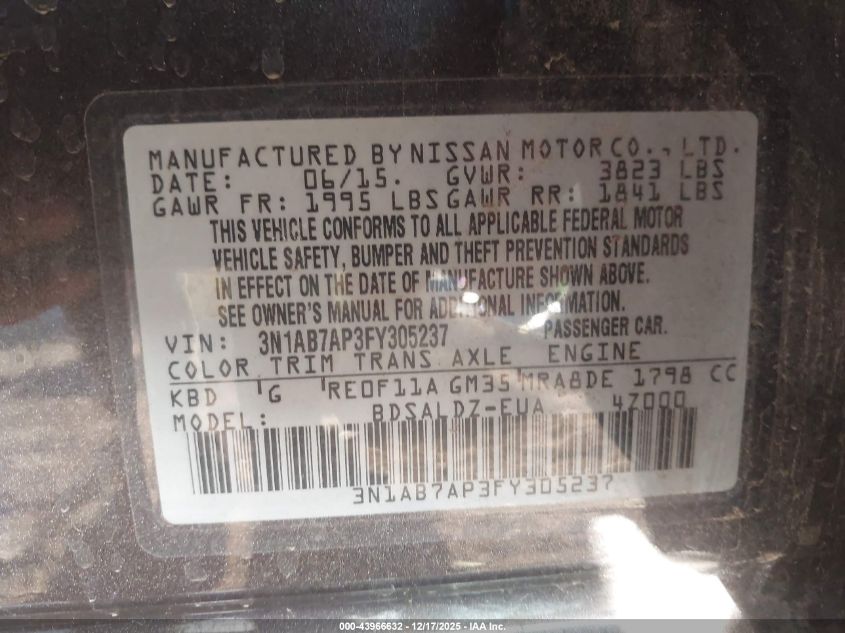 MANUFACTURED BY NISSAN MOTOR CO., LTD.
DATE: 06/15. GVWR: 3823 LBS
GAWR FR: 1995 LBS GAWR RR: 1841 LBS
THIS VEHICLE CONFORMS TO ALL APPLICABLE FEDERAL MOTOR
VEHICLE SAFETY, BUMPER AND THEFT PREVENTION STANDARDS
IN EFFECT ON THE DATE OF MANUFACTURE SHOWN ABOVE.
SEE OWNER'S MANUAL FOR ADDITIONAL INFORMATION.
VIN: 3N1AB7AP3FY305237 PASSENGER CAR.
COLOR TRIM TRANS AXLE ENGINE
KBD G RE0F11A GM35 MRA8DE 1798 CC
MODEL: BDSALDZ-EUA 4Z000
3N1AB7AP3FY305237
000-43966632 - 12/17/2025 - IAA Inc.